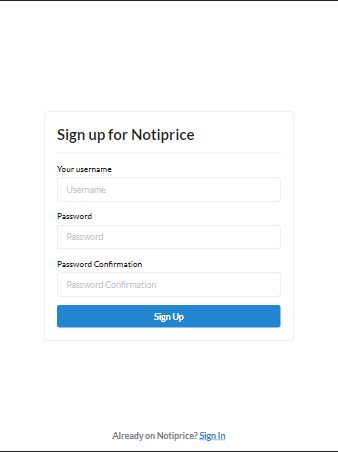 Sign up for Notiprice
Your username
Username
Password
Password
Password Confirmation
Password Confirmation
Sign Up
Already on Notiprice? Sign In